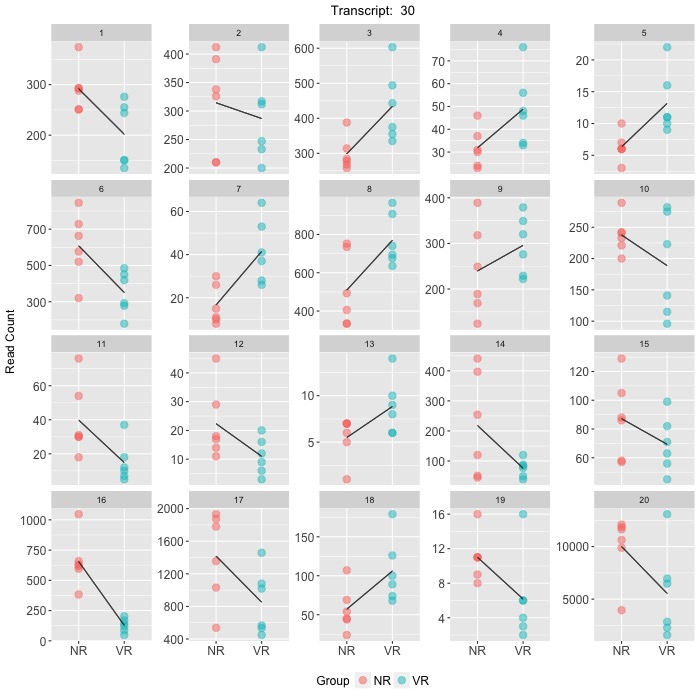 Transcript: 30
1 2 3 4 5
300 200
400 350 300 250 200
600 500 400 300
70 60 50 40 30
20 15 10 5
6 7 8 9 10
700 500 300
60 40 20
800 600 400
400 300 200
250 200 150 100
Read Count
11 12 13 14 15
60 40 20
40 30 20 10
10 5
400 300 200 100
120 100 80 60
16 17 18 19 20
1000 750 500 250 0
2000 1600 1200 800 400
150 100 50
16 12 8 4
10000 5000
NR VR NR VR NR VR NR VR NR VR
Group NR VR